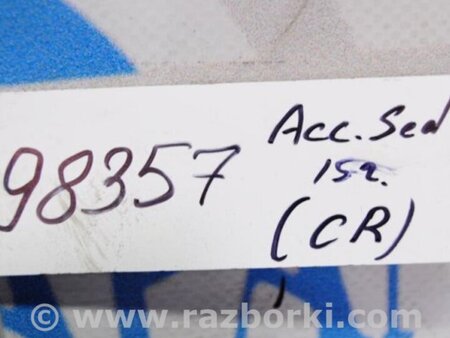 98357
Acc. Sed
15г.
(CR)
© www.razborki.com